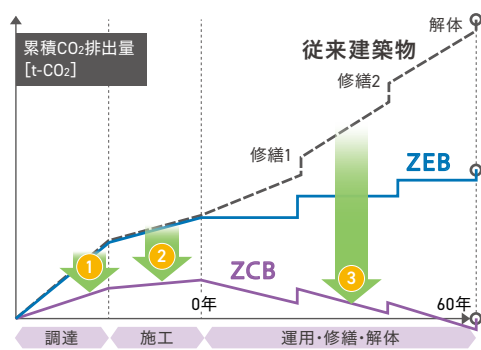 累積CO₂排出量
[t-CO₂]
解体
従来建築物
修繕2
修繕1
ZEB
1
2
ZCB
3
0年
60年
調達
施工
運用・修繕・解体